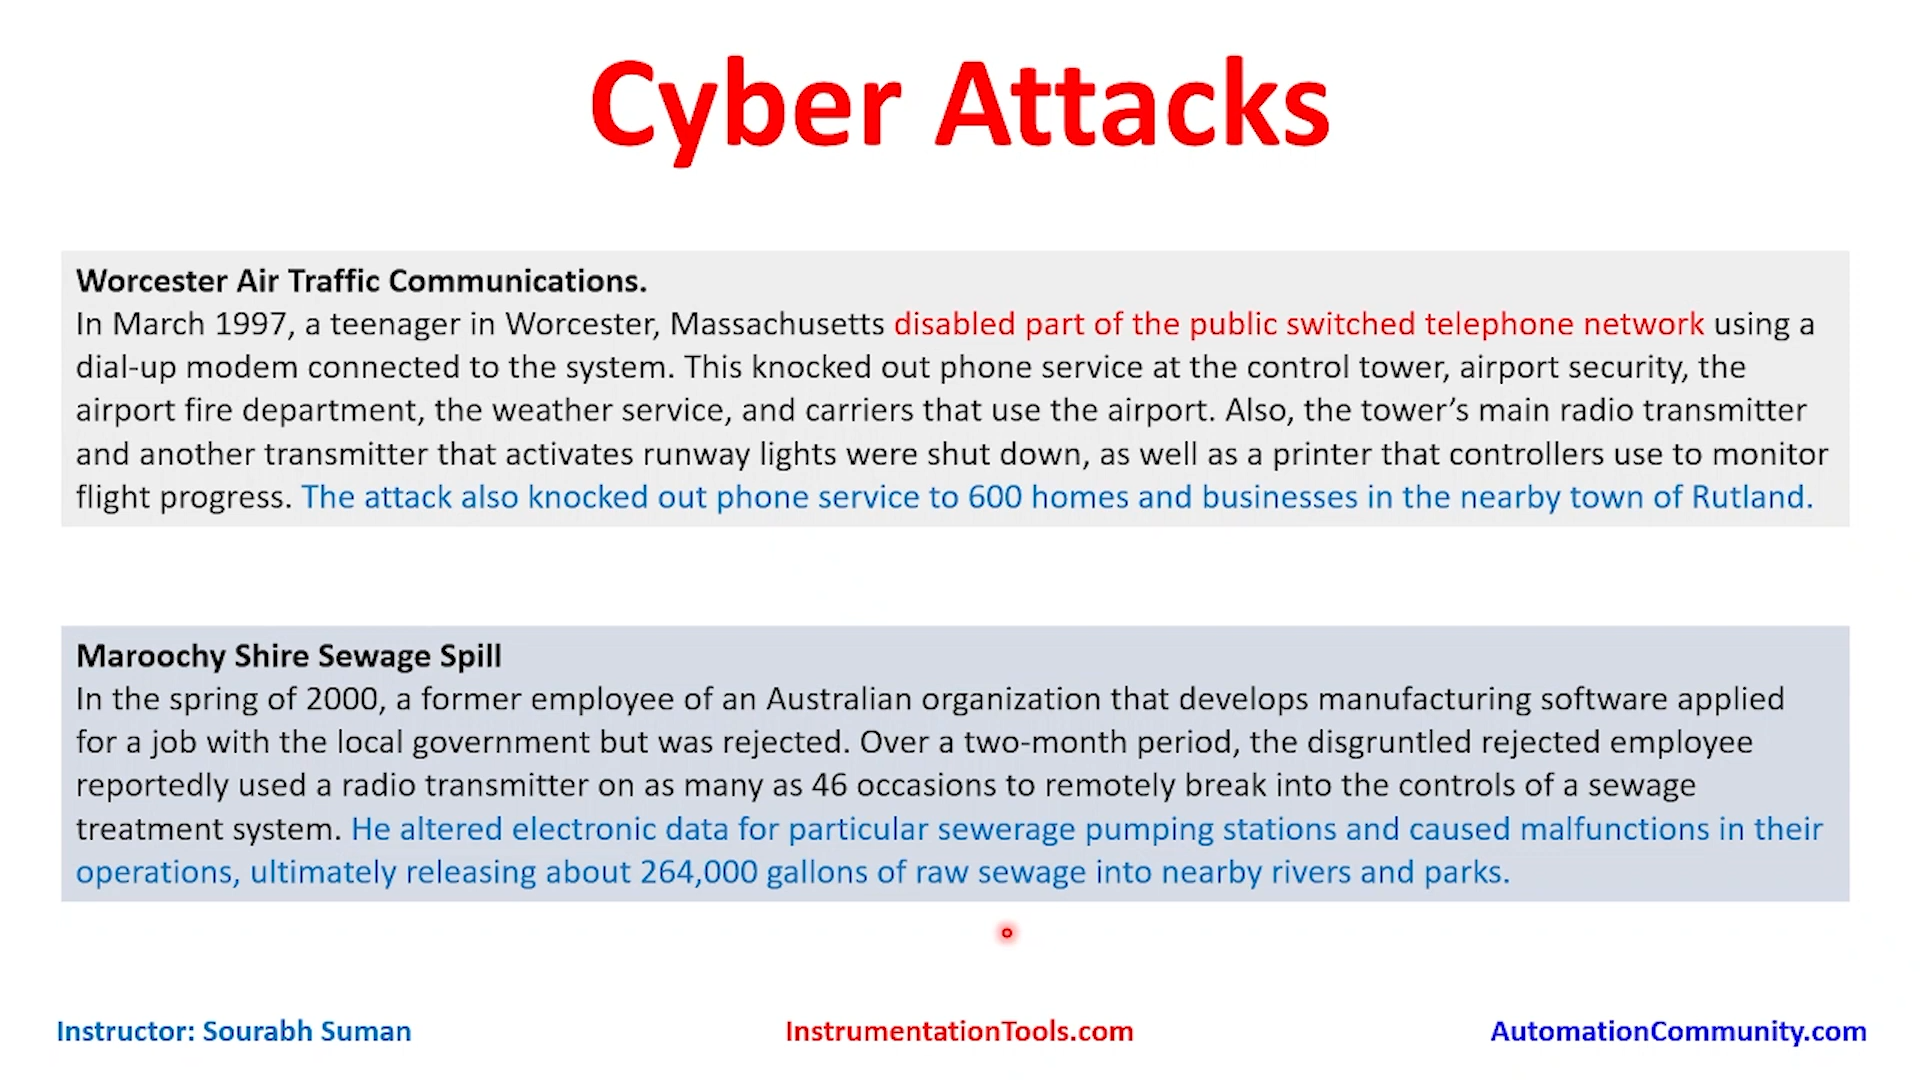 Cyber Attacks
Worcester Air Traffic Communications.
In March 1997, a teenager in Worcester, Massachusetts disabled part of the public switched telephone network using a
dial-up modem connected to the system. This knocked out phone service at the control tower, airport security, the
airport fire department, the weather service, and carriers that use the airport. Also, the tower’s main radio transmitter
and another transmitter that activates runway lights were shut down, as well as a printer that controllers use to monitor
flight progress. The attack also knocked out phone service to 600 homes and businesses in the nearby town of Rutland.
Maroochy Shire Sewage Spill
In the spring of 2000, a former employee of an Australian organization that develops manufacturing software applied
for a job with the local government but was rejected. Over a two-month period, the disgruntled rejected employee
reportedly used a radio transmitter on as many as 46 occasions to remotely break into the controls of a sewage
treatment system. He altered electronic data for particular sewerage pumping stations and caused malfunctions in their
operations, ultimately releasing about 264,000 gallons of raw sewage into nearby rivers and parks.
Instructor: Sourabh Suman
InstrumentationTools.com
AutomationCommunity.com